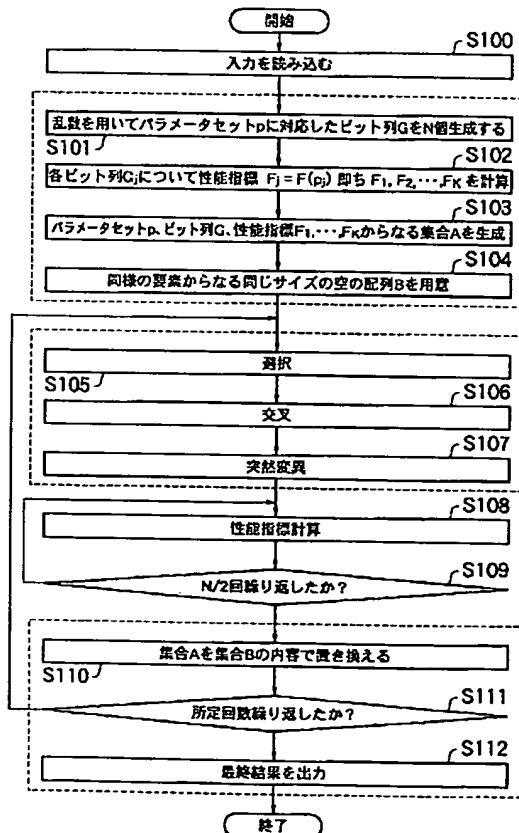 開始
S100
入力を読み込む
乱数を用いてパラメータセットpに対応したビット列GをN個生成する
S101
S102
各ビット列Gjについて性能指標 Fj=F(pj) 即ち F1, F2, ···, FK を計算
S103
パラメータセットp、ビット列G、性能指標F1, ···, FKからなる集合Aを生成
S104
同様の要素からなる同じサイズの空の配列Bを用意
選択
S105
S106
交叉
S107
突然変異
S108
性能指標計算
S109
N/2回繰り返したか?
集合Aを集合Bの内容で置き換える
S110
S111
所定回数繰り返したか?
S112
最終結果を出力
終了